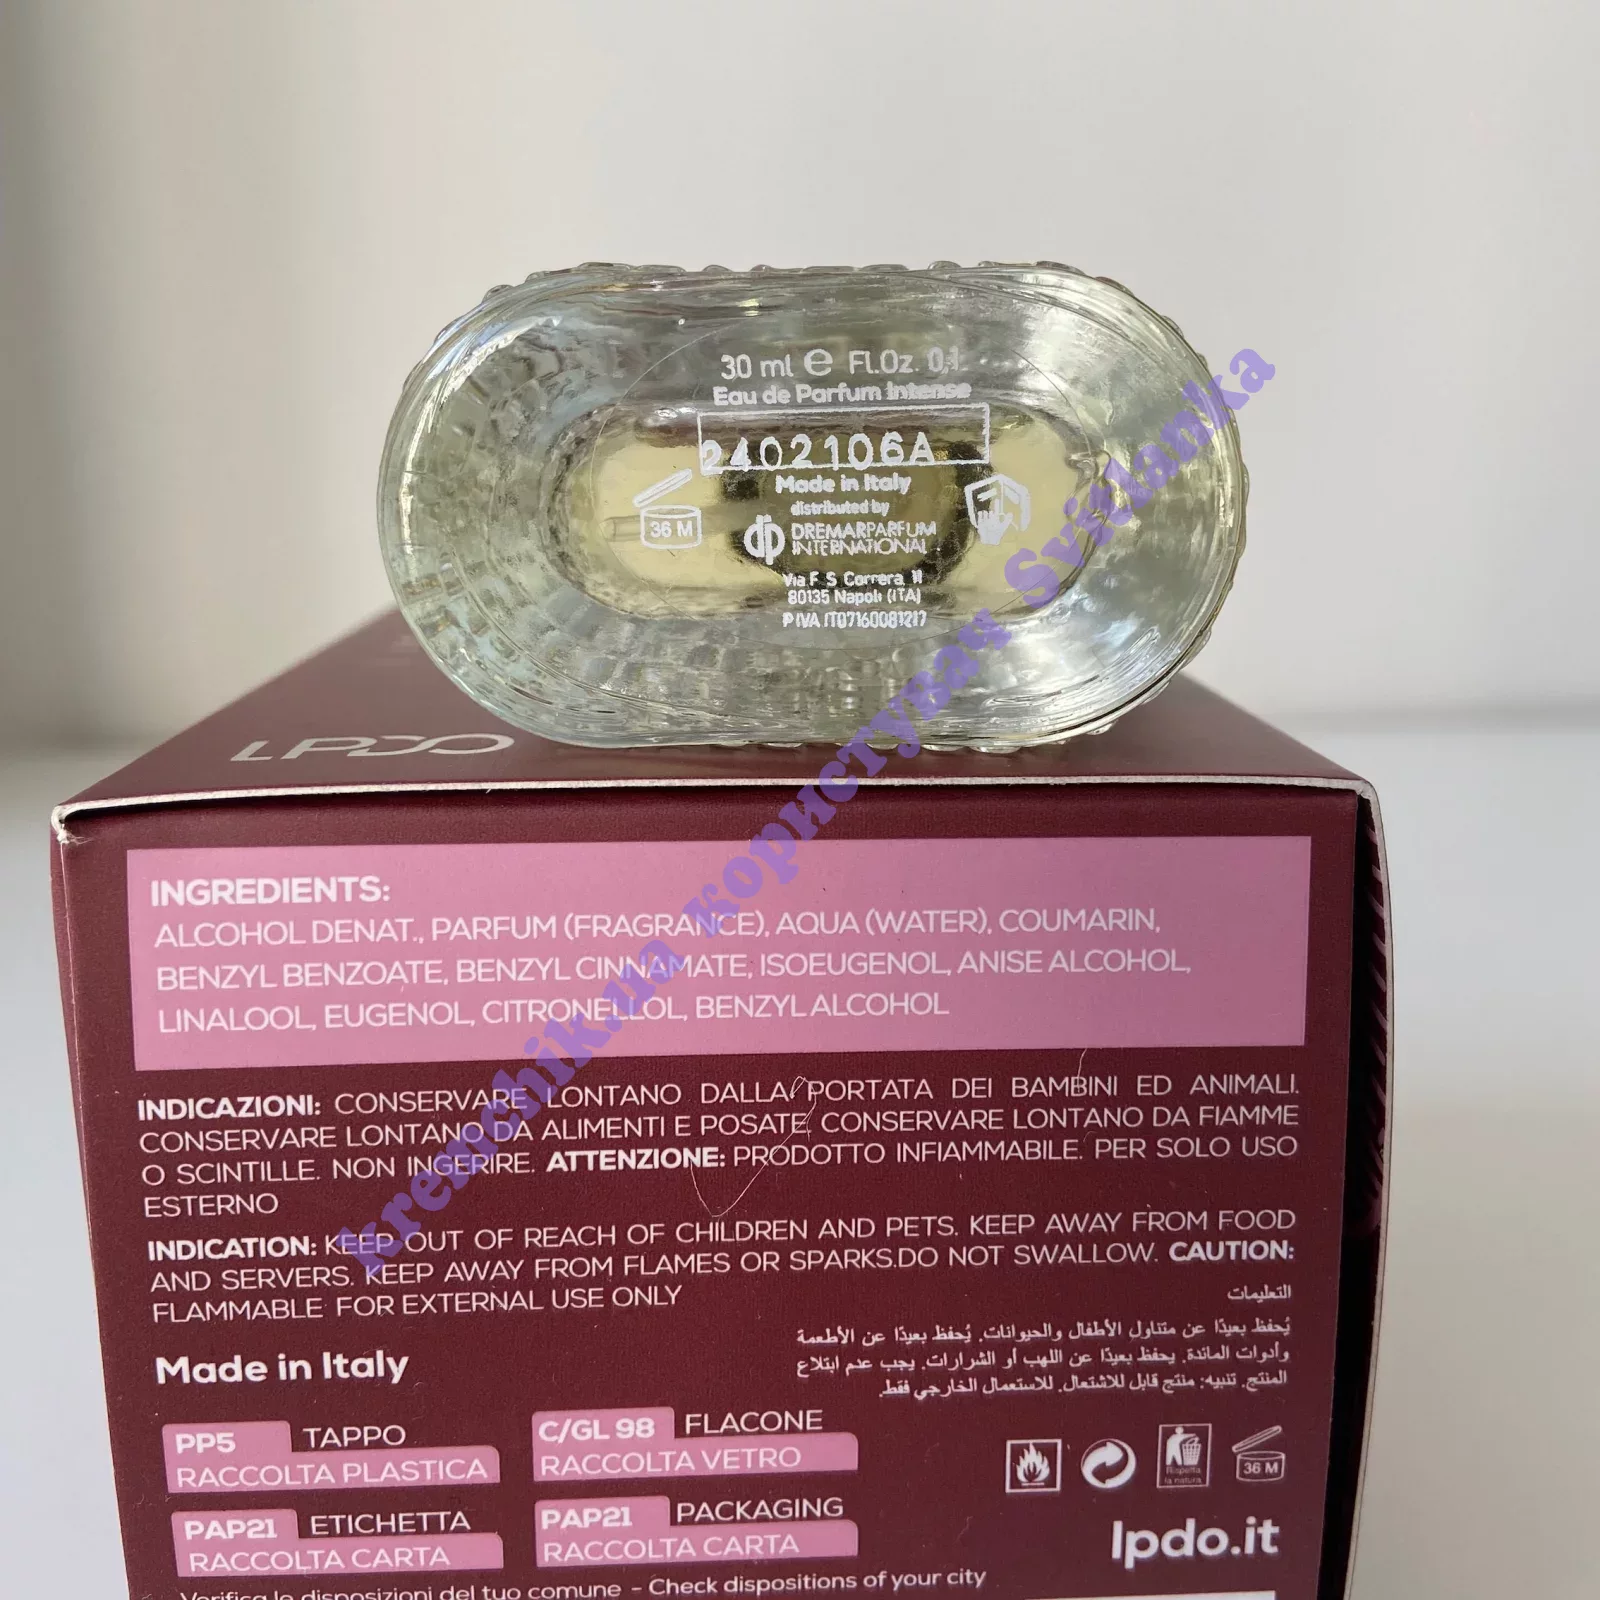 30 ml e Fl.Oz. 0,1
Eau de Parfum Intense
2402106A
Made in Italy
distributed by
36 M
dp DREMARPARFUM
INTERNATIONAL
Via F. S. Correra, 11
80135 Napoli (ITA)
P.IVA IT07160081217
LPDO
INGREDIENTS:
ALCOHOL DENAT., PARFUM (FRAGRANCE), AQUA (WATER), COUMARIN,
BENZYL BENZOATE, BENZYL CINNAMATE, ISOEUGENOL, ANISE ALCOHOL,
LINALOOL, EUGENOL, CITRONELLOL, BENZYL ALCOHOL
INDICAZIONI: CONSERVARE LONTANO DALLA PORTATA DEI BAMBINI ED ANIMALI.
CONSERVARE LONTANO DA ALIMENTI E POSATE. CONSERVARE LONTANO DA FIAMME
O SCINTILLE. NON INGERIRE. ATTENZIONE: PRODOTTO INFIAMMABILE. PER SOLO USO
ESTERNO
INDICATION: KEEP OUT OF REACH OF CHILDREN AND PETS. KEEP AWAY FROM FOOD
AND SERVERS. KEEP AWAY FROM FLAMES OR SPARKS.DO NOT SWALLOW. CAUTION:
FLAMMABLE FOR EXTERNAL USE ONLY
التعليمات
يُحفظ بعيدًا عن متناول الأطفال والحيوانات. يُحفظ بعيدًا عن الأطعمة
وأدوات المائدة. يحفظ بعيدًا عن اللهب أو الشرارات. يجب عدم ابتلاع
المنتج. تنبيه: منتج قابل للاشتعال. للاستعمال الخارجي فقط.
Made in Italy
PP5 TAPPO
RACCOLTA PLASTICA
C/GL 98 FLACONE
RACCOLTA VETRO
PAP21 ETICHETTA
RACCOLTA CARTA
PAP21 PACKAGING
RACCOLTA CARTA
Rispetta
la natura
36 M
lpdo.it
Verifica le disposizioni del tuo comune - Check dispositions of your city
kremchik.ua користувач Svitlanka